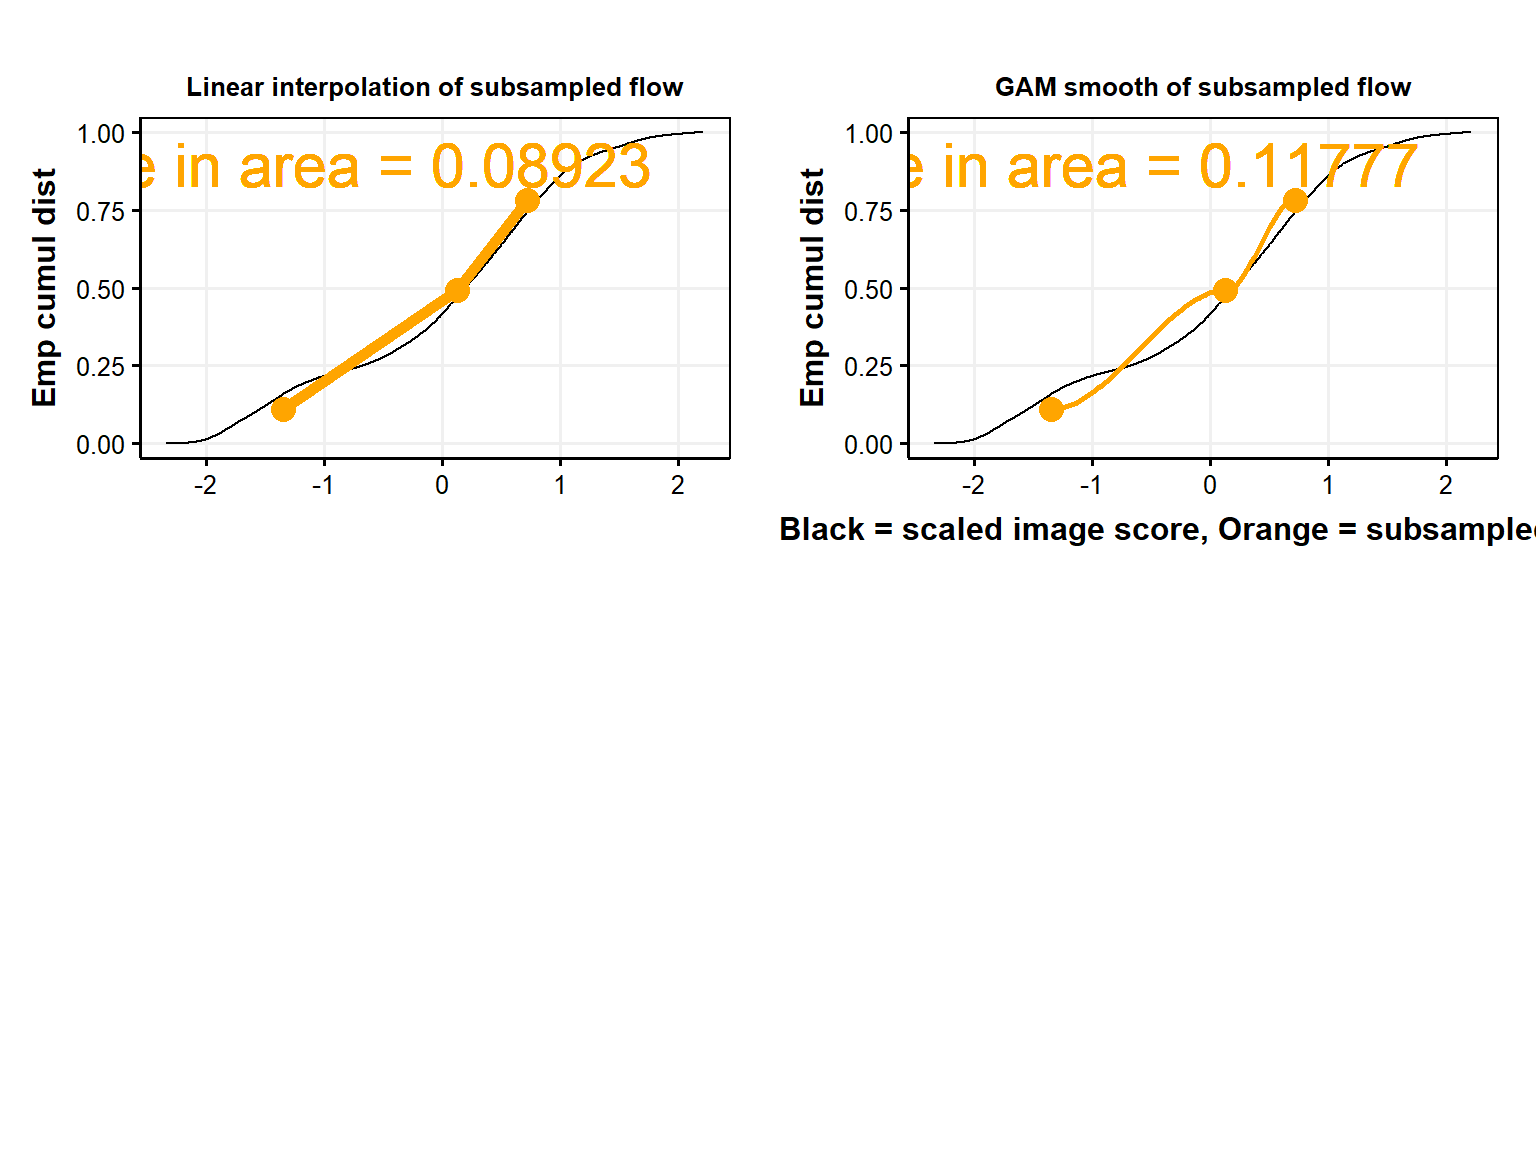 Linear interpolation of subsampled flow
in area = 0.08923
Emp cumul dist
1.00
0.75
0.50
0.25
0.00
-2 -1 0 1 2
GAM smooth of subsampled flow
in area = 0.11777
Emp cumul dist
1.00
0.75
0.50
0.25
0.00
-2 -1 0 1 2
Black = scaled image score, Orange = subsampled